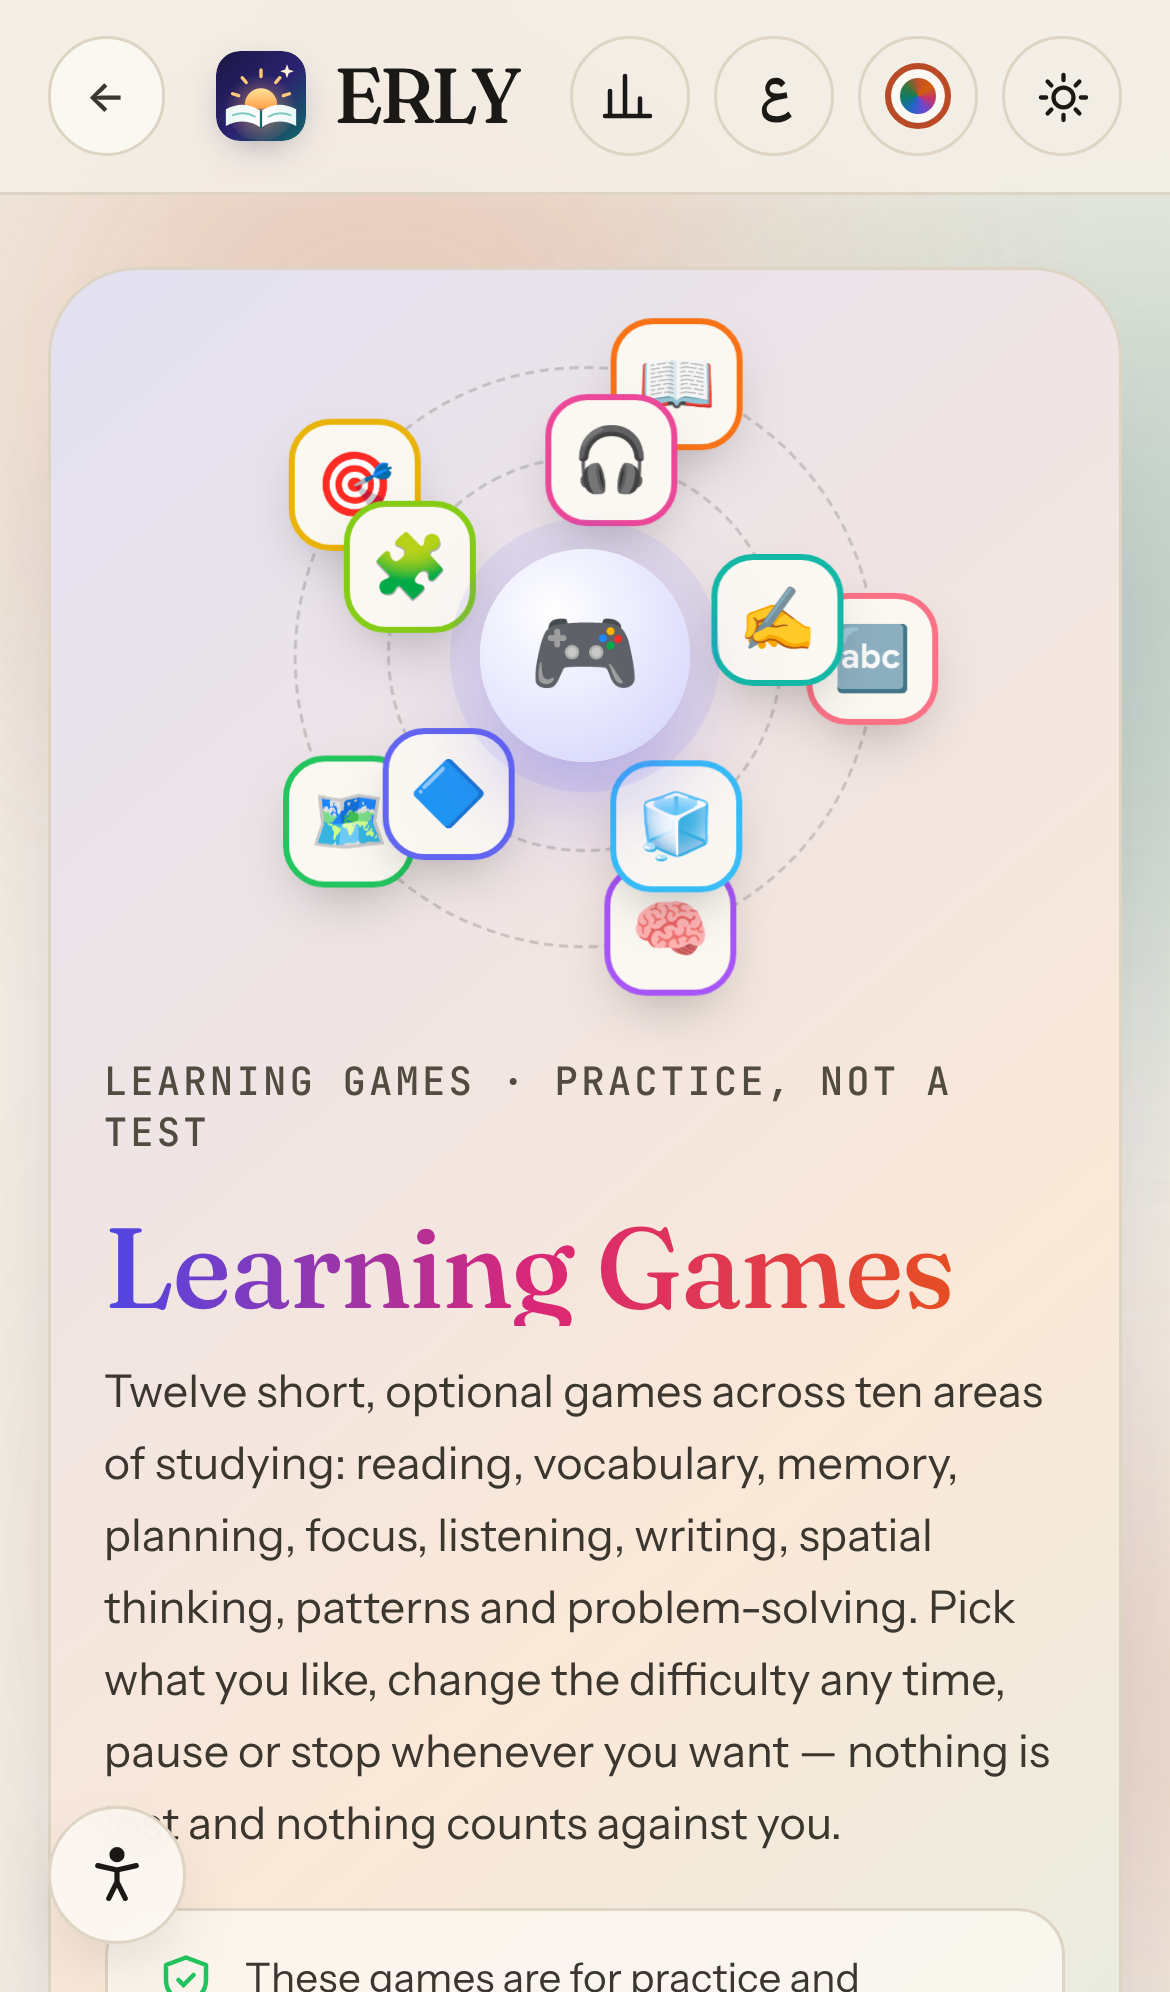 ERLY
ع
abc
LEARNING GAMES · PRACTICE, NOT A
TEST
Learning Games
Twelve short, optional games across ten areas
of studying: reading, vocabulary, memory,
planning, focus, listening, writing, spatial
thinking, patterns and problem-solving. Pick
what you like, change the difficulty any time,
pause or stop whenever you want — nothing is
and nothing counts against you.
These games are for practice and